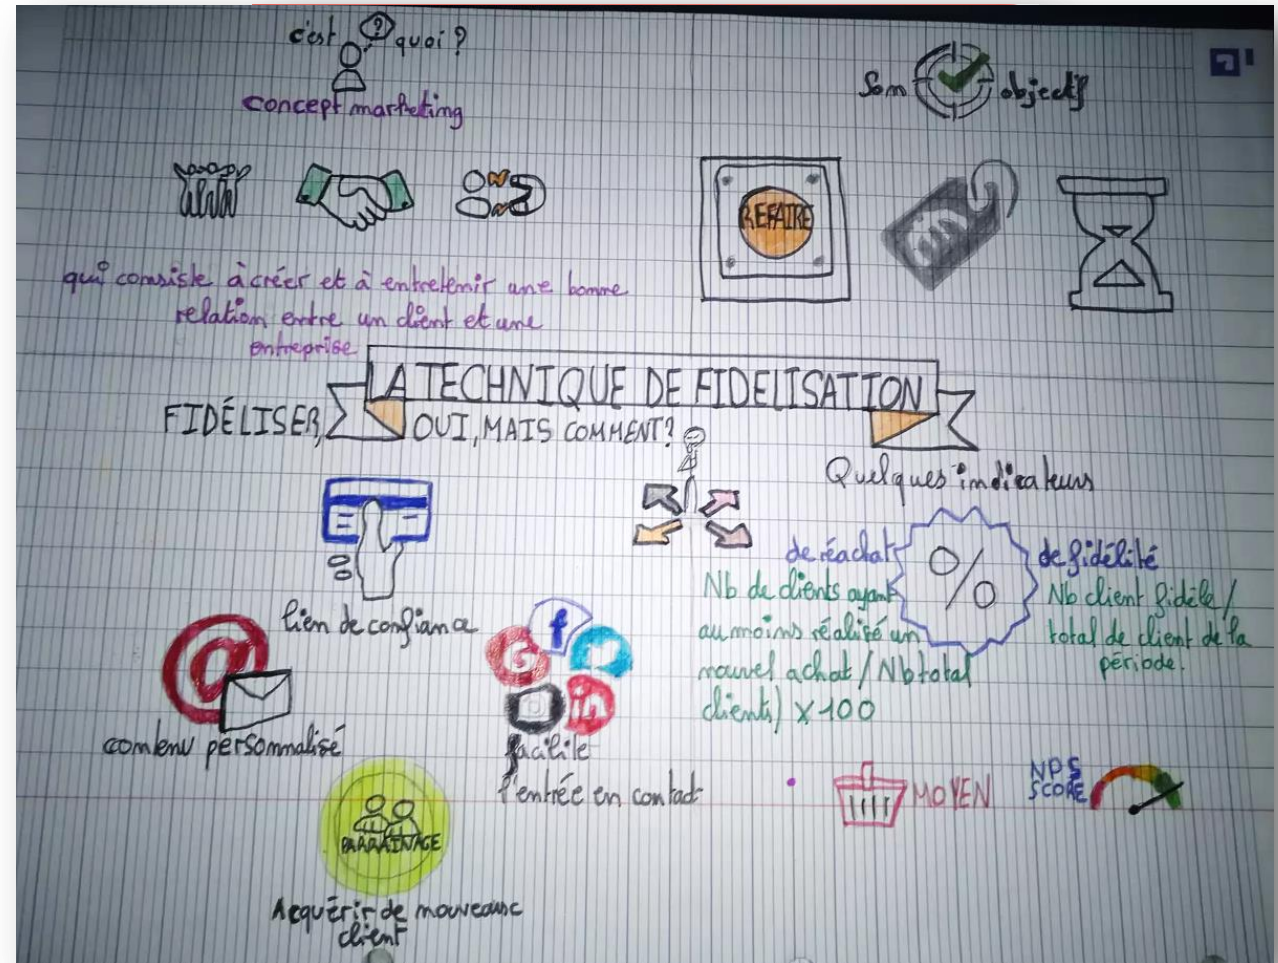 c'est quoi ?
concept marketing
qui consiste à créer et à entretenir une bonne
relation entre un client et une
entreprise
Son objectif
REFAIRE
LA TECHNIQUE DE FIDELISATION
FIDÉLISER,
OUI, MAIS COMMENT ?
lien de confiance
contenu personnalisé
f
G
in
facilite
l'entrée en contact
PARRAINAGE
Acquérir de nouveaux
client
Quelques indicateurs
de réachat
%
de fidélité
Nb de clients ayant
au moins réalisé un
nouvel achat / Nb total
clients) x 100
Nb client fidèle /
total de client de la
période.
MOYEN
NPS
SCORE